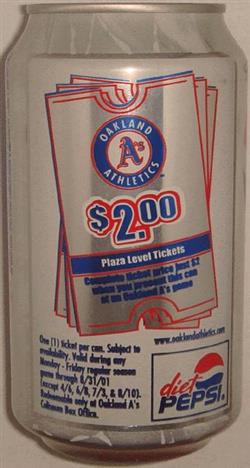 OAKLAND
A's
ATHLETICS
TM
$2.00
Plaza Level Tickets
Complete ticket price just $2
When you present this can
at an Oakland A's game
www.oaklandathletics.com
One (1) ticket per can. Subject to
availability. Valid during any
Monday - Friday regular season
game through 8/31/01
(except 4/6, 6/8, 7/3, & 8/10).
Redeemable only at Oakland A's
Coliseum Box Office.
diet
PEPSI